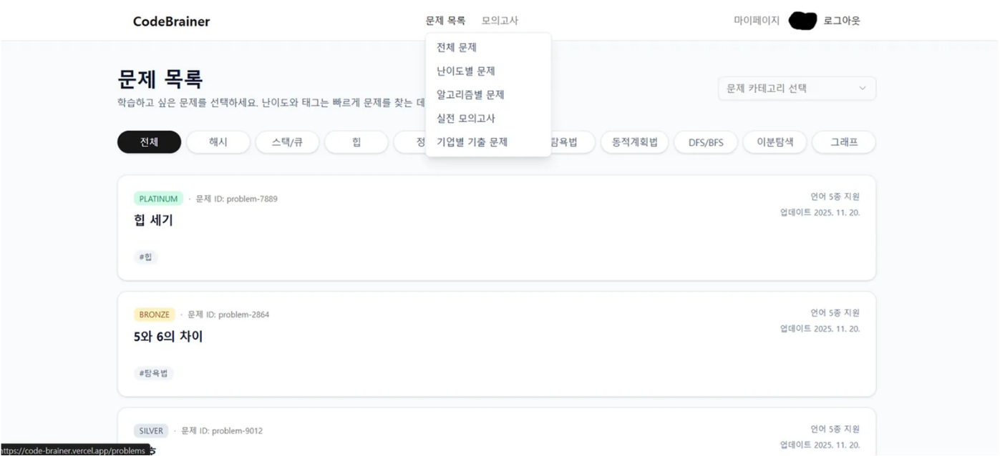 CodeBrainer
문제 목록 모의고사
마이페이지 로그아웃
전체 문제
난이도별 문제
알고리즘별 문제
실전 모의고사
기업별 기출 문제
문제 목록
학습하고 싶은 문제를 선택하세요. 난이도와 태그는 빠르게 문제를 찾는 데
문제 카테고리 선택
전체 해시 스택/큐 힙 정 탐욕법 동적계획법 DFS/BFS 이분탐색 그래프
PLATINUM · 문제 ID: problem-7889
언어 5종 지원
힙 세기
업데이트 2025. 11. 20.
#힙
BRONZE · 문제 ID: problem-2864
언어 5종 지원
5와 6의 차이
업데이트 2025. 11. 20.
#탐욕법
SILVER · 문제 ID: problem-9012
언어 5종 지원
업데이트 2025. 11. 20.
https://code-brainer.vercel.app/problems